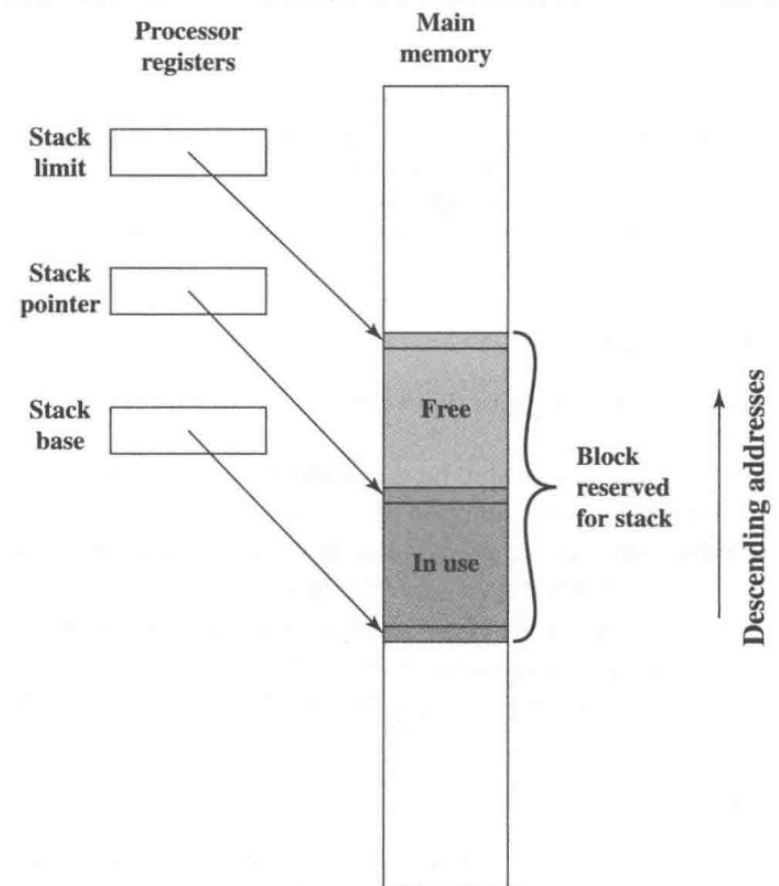 Processor
registers
Main
memory
Stack
limit
Stack
pointer
Stack
base
Free
In use
Block
reserved
for stack
Descending addresses